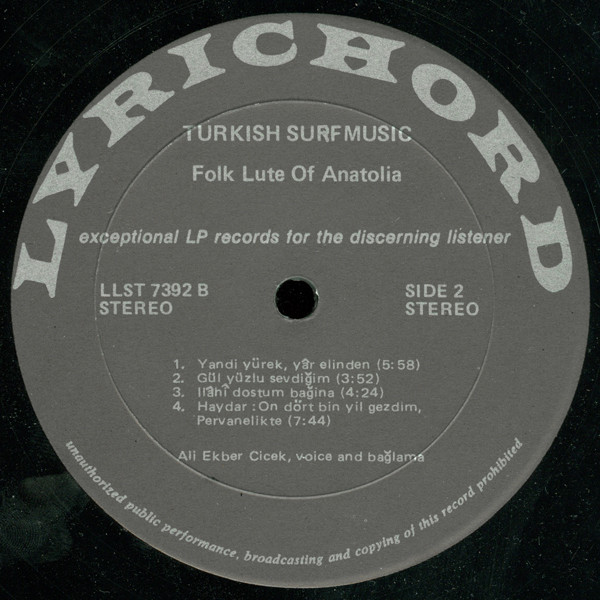 LYRICHORD
TURKISH SURFMUSIC
Folk Lute Of Anatolia
exceptional LP records for the discerning listener
LLST 7392 B
STEREO
SIDE 2
STEREO
1. Yandi yürek, yâr elinden (5:58)
2. Gül yüzlu sevdiğim (3:52)
3. Ilâhî dostum bağina (4:24)
4. Haydar : On dört bin yil gezdim,
Pervanelikte (7:44)
Ali Ekber Cicek, voice and bağlama
unauthorized public performance, broadcasting and copying of this record prohibited